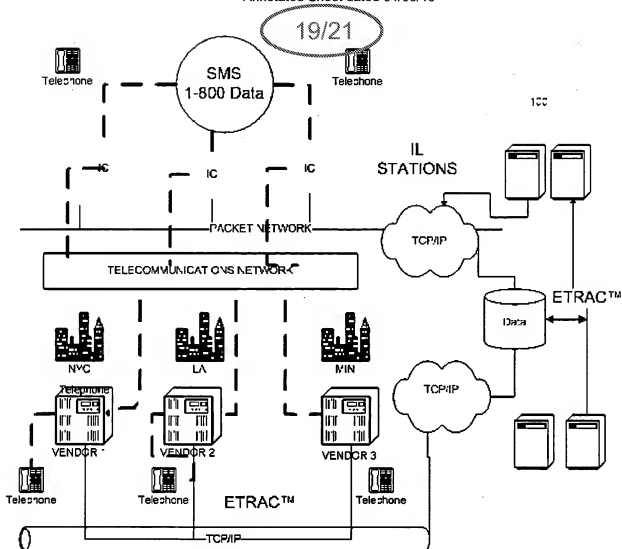 19/21
Telephone
SMS
1-800 Data
Telephone
100
IC
IC
IC
IL
STATIONS
PACKET NETWORK
TCP/IP
TELECOMMUNICATIONS NETWORK
ETRAC™
Data
NYC
LA
MIN
Telephone
TCP/IP
VENDOR 1
VENDOR 2
VENDOR 3
Telephone
Telephone
ETRAC™
Telephone
TCP/IP